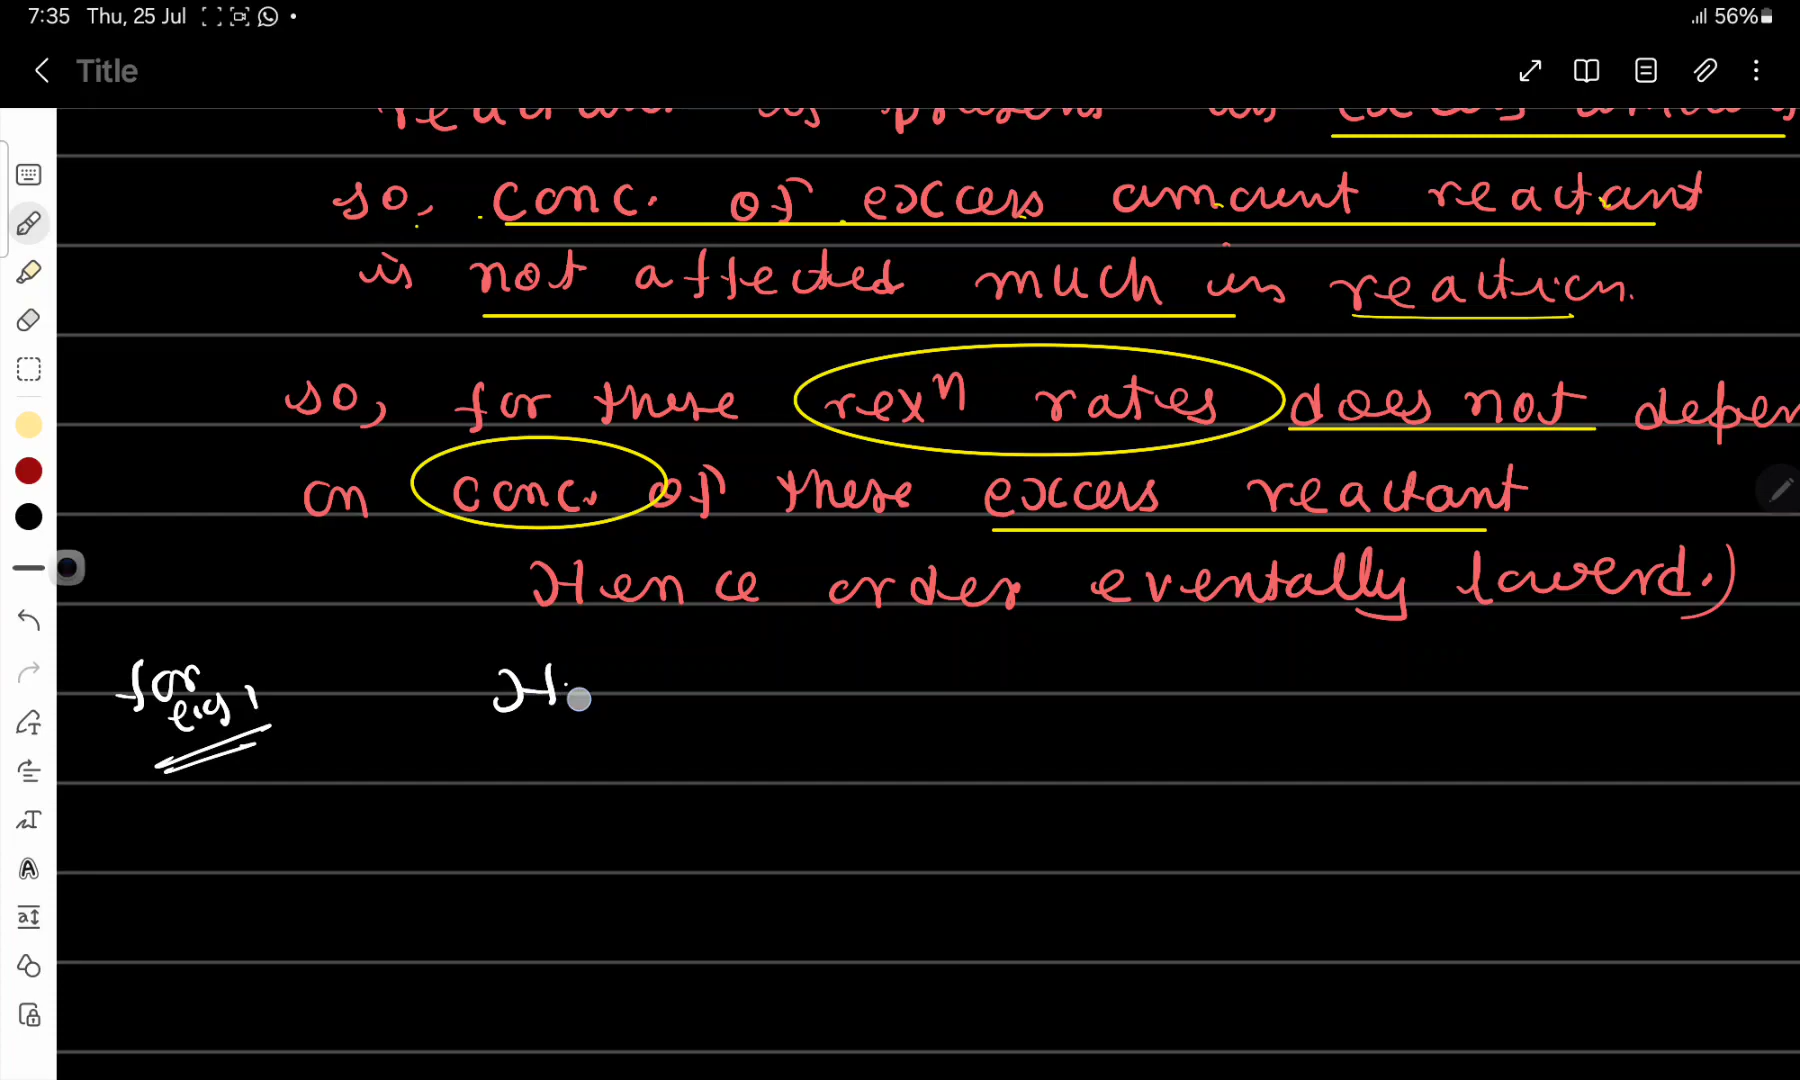 7:35 Thu, 25 Jul 56%
Title
so, conc. of excess amount reactant
is not affected much in reaction.
so, for these rexⁿ rates does not depen
on conc. of these excess reactant
Hence order eventally lowerd.)
for e.g, H